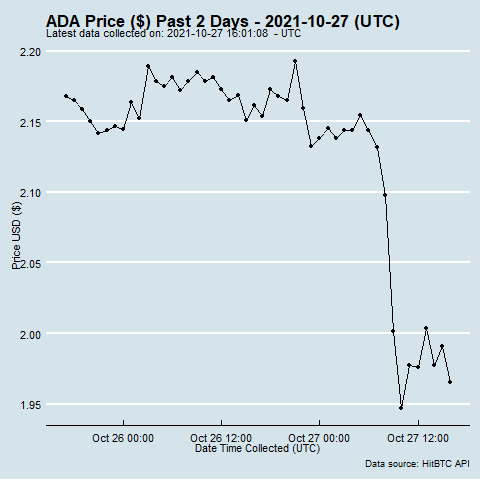 ADA Price ($) Past 2 Days - 2021-10-27 (UTC)
Latest data collected on: 2021-10-27 16:01:08 - UTC
2.20
2.15
2.10
2.05
2.00
1.95
Price USD ($)
Oct 26 00:00 Oct 26 12:00 Oct 27 00:00 Oct 27 12:00
Date Time Collected (UTC)
Data source: HitBTC API